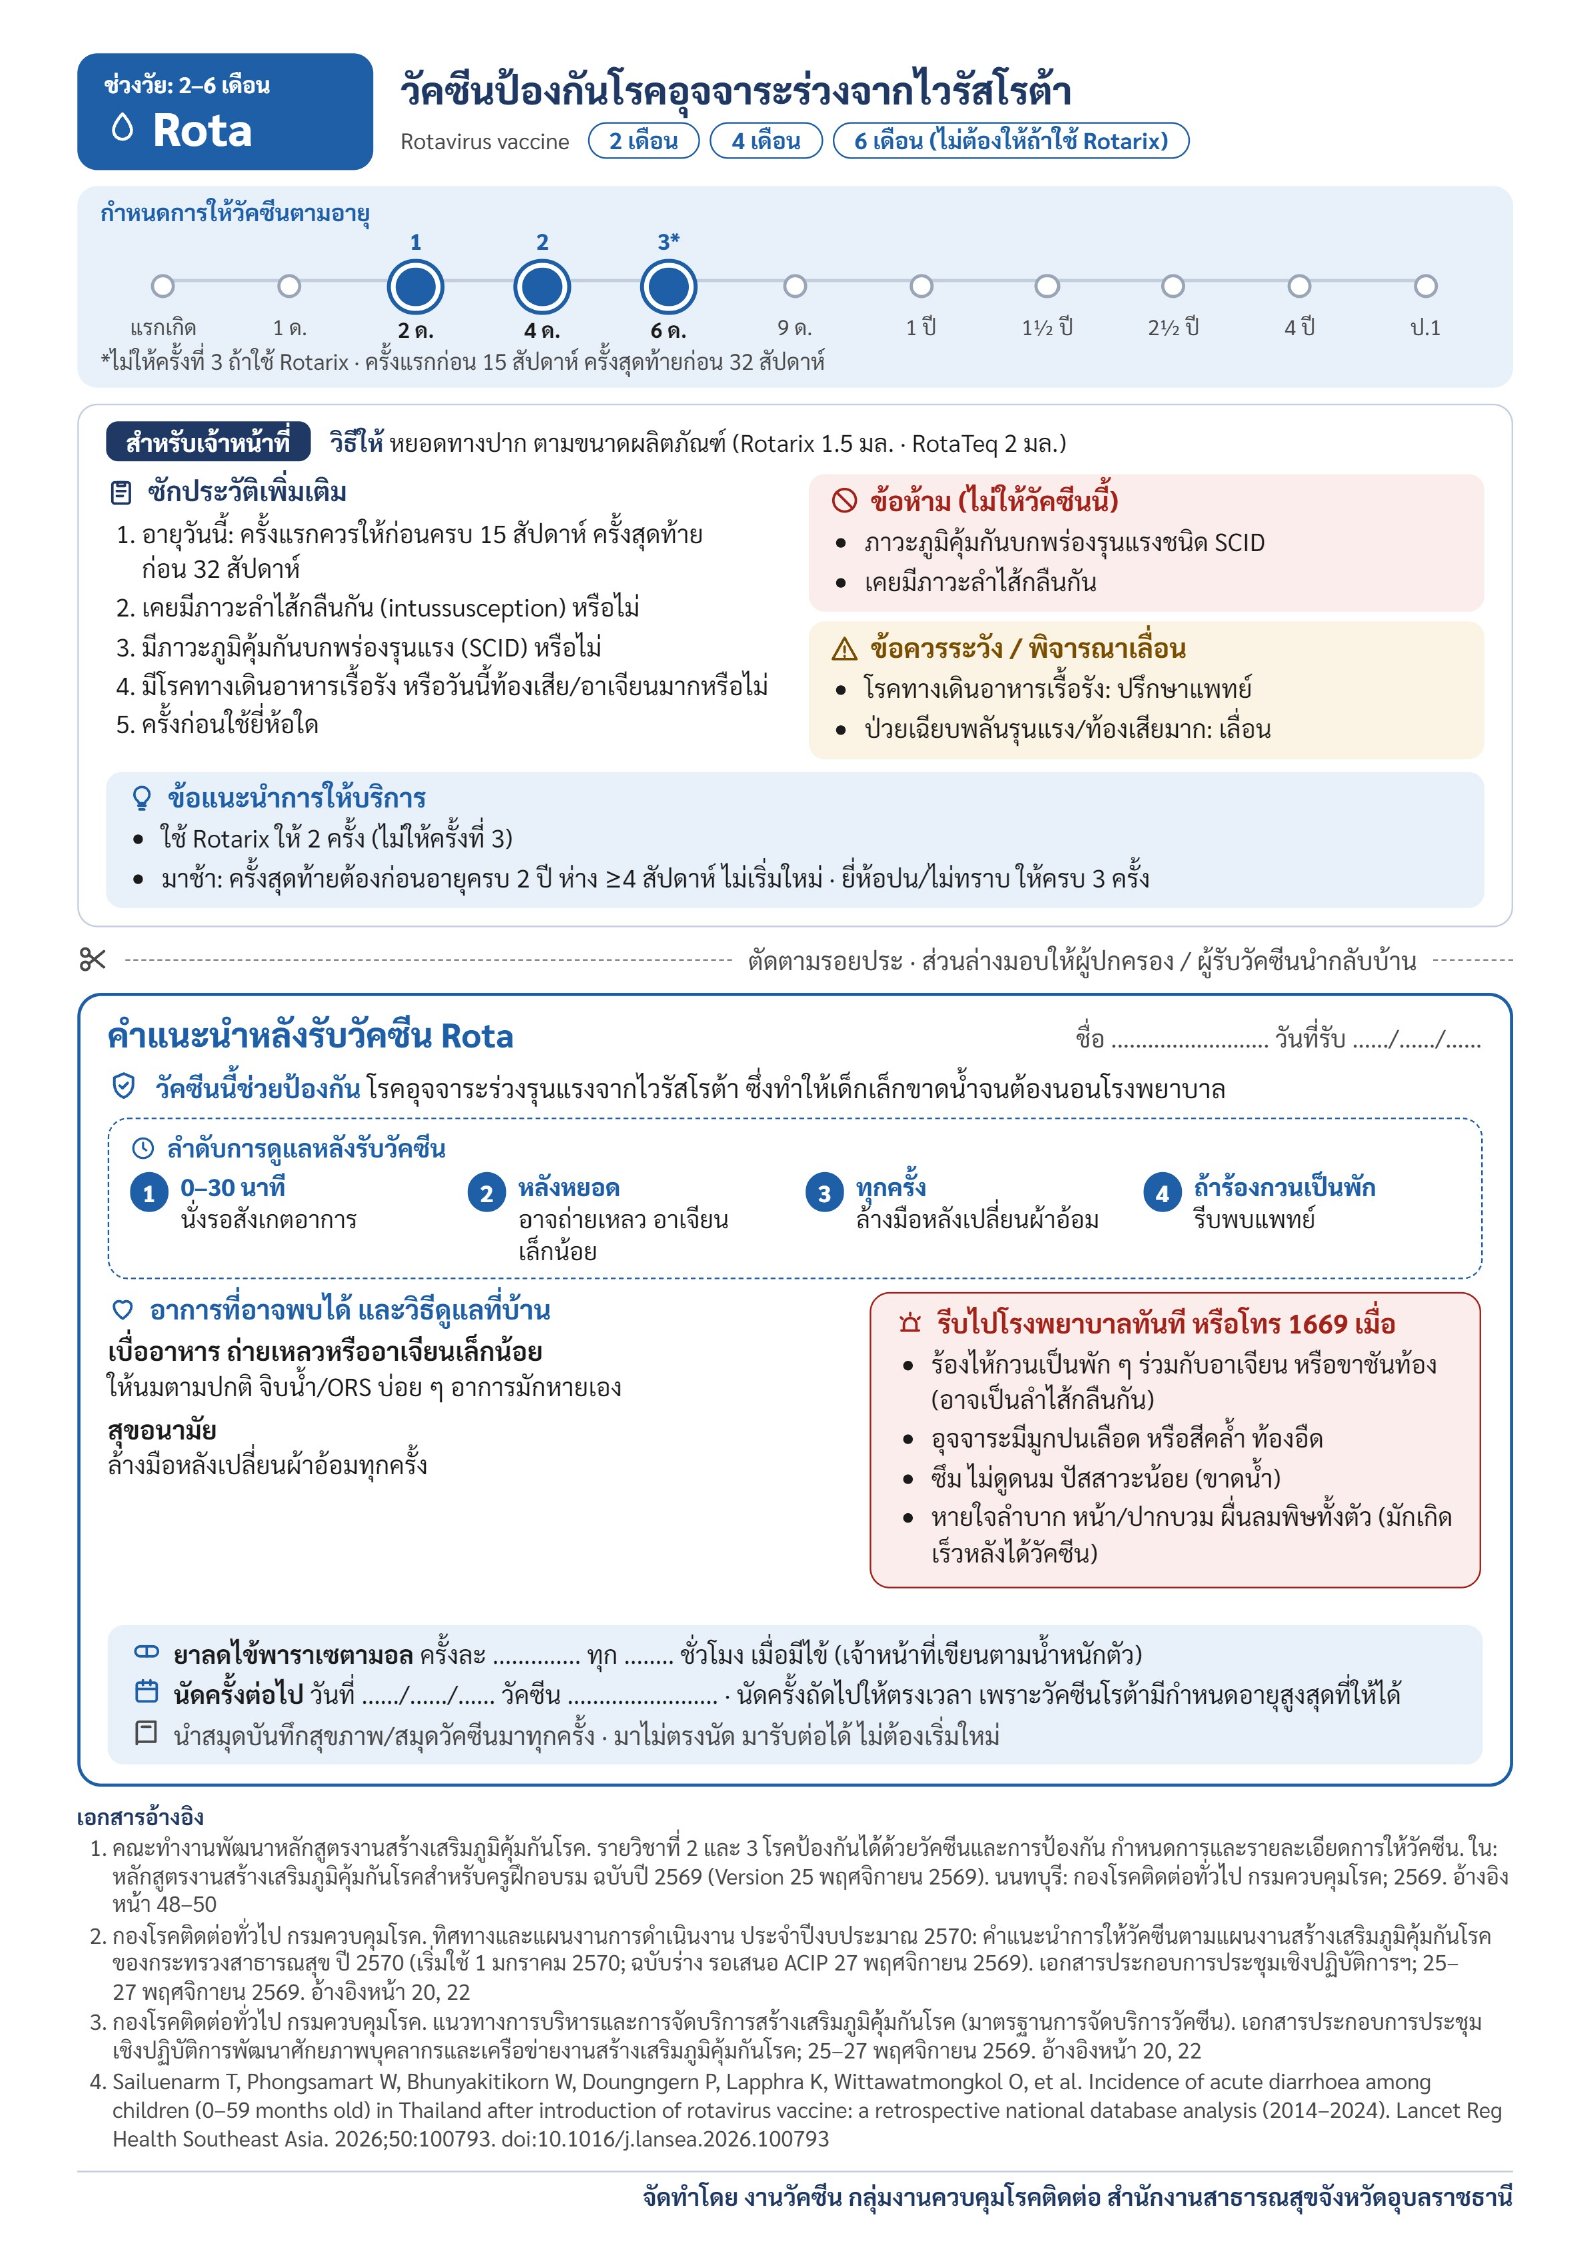 ช่วงวัย: 2–6 เดือน
Rota
วัคซีนป้องกันโรคอุจจาระร่วงจากไวรัสโรต้า
Rotavirus vaccine 2 เดือน 4 เดือน 6 เดือน (ไม่ต้องให้ถ้าใช้ Rotarix)
กำหนดการให้วัคซีนตามอายุ
1 2 3*
แรกเกิด 1 ด. 2 ด. 4 ด. 6 ด. 9 ด. 1 ปี 1½ ปี 2½ ปี 4 ปี ป.1
*ไม่ให้ครั้งที่ 3 ถ้าใช้ Rotarix · ครั้งแรกก่อน 15 สัปดาห์ ครั้งสุดท้ายก่อน 32 สัปดาห์
สำหรับเจ้าหน้าที่ วิธีให้ หยอดทางปาก ตามขนาดผลิตภัณฑ์ (Rotarix 1.5 มล. · RotaTeq 2 มล.)
ซักประวัติเพิ่มเติม
1. อายุวันนี้: ครั้งแรกควรให้ก่อนครบ 15 สัปดาห์ ครั้งสุดท้าย
ก่อน 32 สัปดาห์
2. เคยมีภาวะลำไส้กลืนกัน (intussusception) หรือไม่
3. มีภาวะภูมิคุ้มกันบกพร่องรุนแรง (SCID) หรือไม่
4. มีโรคทางเดินอาหารเรื้อรัง หรือวันนี้ท้องเสีย/อาเจียนมากหรือไม่
5. ครั้งก่อนใช้ยี่ห้อใด
ข้อห้าม (ไม่ให้วัคซีนนี้)
• ภาวะภูมิคุ้มกันบกพร่องรุนแรงชนิด SCID
• เคยมีภาวะลำไส้กลืนกัน
ข้อควรระวัง / พิจารณาเลื่อน
• โรคทางเดินอาหารเรื้อรัง: ปรึกษาแพทย์
• ป่วยเฉียบพลันรุนแรง/ท้องเสียมาก: เลื่อน
ข้อแนะนำการให้บริการ
• ใช้ Rotarix ให้ 2 ครั้ง (ไม่ให้ครั้งที่ 3)
• มาช้า: ครั้งสุดท้ายต้องก่อนอายุครบ 2 ปี ห่าง ≥4 สัปดาห์ ไม่เริ่มใหม่ · ยี่ห้อปน/ไม่ทราบ ให้ครบ 3 ครั้ง
ตัดตามรอยประ · ส่วนล่างมอบให้ผู้ปกครอง / ผู้รับวัคซีนนำกลับบ้าน
คำแนะนำหลังรับวัคซีน Rota
ชื่อ .......................... วันที่รับ ....../....../......
วัคซีนนี้ช่วยป้องกัน โรคอุจจาระร่วงรุนแรงจากไวรัสโรต้า ซึ่งทำให้เด็กเล็กขาดน้ำจนต้องนอนโรงพยาบาล
ลำดับการดูแลหลังรับวัคซีน
1 0–30 นาที
นั่งรอสังเกตอาการ
2 หลังหยอด
อาจถ่ายเหลว อาเจียน
เล็กน้อย
3 ทุกครั้ง
ล้างมือหลังเปลี่ยนผ้าอ้อม
4 ถ้าร้องกวนเป็นพัก
รีบพบแพทย์
อาการที่อาจพบได้ และวิธีดูแลที่บ้าน
เบื่ออาหาร ถ่ายเหลวหรืออาเจียนเล็กน้อย
ให้นมตามปกติ จิบน้ำ/ORS บ่อย ๆ อาการมักหายเอง
สุขอนามัย
ล้างมือหลังเปลี่ยนผ้าอ้อมทุกครั้ง
รีบไปโรงพยาบาลทันที หรือโทร 1669 เมื่อ
• ร้องไห้กวนเป็นพัก ๆ ร่วมกับอาเจียน หรือขาชันท้อง
(อาจเป็นลำไส้กลืนกัน)
• อุจจาระมีมูกปนเลือด หรือสีคล้ำ ท้องอืด
• ซึม ไม่ดูดนม ปัสสาวะน้อย (ขาดน้ำ)
• หายใจลำบาก หน้า/ปากบวม ผื่นลมพิษทั้งตัว (มักเกิด
เร็วหลังได้วัคซีน)
ยาลดไข้พาราเซตามอล ครั้งละ .............. ทุก ........ ชั่วโมง เมื่อมีไข้ (เจ้าหน้าที่เขียนตามน้ำหนักตัว)
นัดครั้งต่อไป วันที่ ....../....../...... วัคซีน ........................ · นัดครั้งถัดไปให้ตรงเวลา เพราะวัคซีนโรต้ามีกำหนดอายุสูงสุดที่ให้ได้
นำสมุดบันทึกสุขภาพ/สมุดวัคซีนมาทุกครั้ง · มาไม่ตรงนัด มารับต่อได้ ไม่ต้องเริ่มใหม่
เอกสารอ้างอิง
1. คณะทำงานพัฒนาหลักสูตรงานสร้างเสริมภูมิคุ้มกันโรค. รายวิชาที่ 2 และ 3 โรคป้องกันได้ด้วยวัคซีนและการป้องกัน กำหนดการและรายละเอียดการให้วัคซีน. ใน:
หลักสูตรงานสร้างเสริมภูมิคุ้มกันโรคสำหรับครูฝึกอบรม ฉบับปี 2569 (Version 25 พฤศจิกายน 2569). นนทบุรี: กองโรคติดต่อทั่วไป กรมควบคุมโรค; 2569. อ้างอิง
หน้า 48–50
2. กองโรคติดต่อทั่วไป กรมควบคุมโรค. ทิศทางและแผนงานการดำเนินงาน ประจำปีงบประมาณ 2570: คำแนะนำการให้วัคซีนตามแผนงานสร้างเสริมภูมิคุ้มกันโรค
ของกระทรวงสาธารณสุข ปี 2570 (เริ่มใช้ 1 มกราคม 2570; ฉบับร่าง รอเสนอ ACIP 27 พฤศจิกายน 2569). เอกสารประกอบการประชุมเชิงปฏิบัติการฯ; 25–
27 พฤศจิกายน 2569. อ้างอิงหน้า 20, 22
3. กองโรคติดต่อทั่วไป กรมควบคุมโรค. แนวทางการบริหารและการจัดบริการสร้างเสริมภูมิคุ้มกันโรค (มาตรฐานการจัดบริการวัคซีน). เอกสารประกอบการประชุม
เชิงปฏิบัติการพัฒนาศักยภาพบุคลากรและเครือข่ายงานสร้างเสริมภูมิคุ้มกันโรค; 25–27 พฤศจิกายน 2569. อ้างอิงหน้า 20, 22
4. Sailuenarm T, Phongsamart W, Bhunyakitikorn W, Doungngern P, Lapphra K, Wittawatmongkol O, et al. Incidence of acute diarrhoea among
children (0–59 months old) in Thailand after introduction of rotavirus vaccine: a retrospective national database analysis (2014–2024). Lancet Reg
Health Southeast Asia. 2026;50:100793. doi:10.1016/j.lansea.2026.100793
จัดทำโดย งานวัคซีน กลุ่มงานควบคุมโรคติดต่อ สำนักงานสาธารณสุขจังหวัดอุบลราชธานี